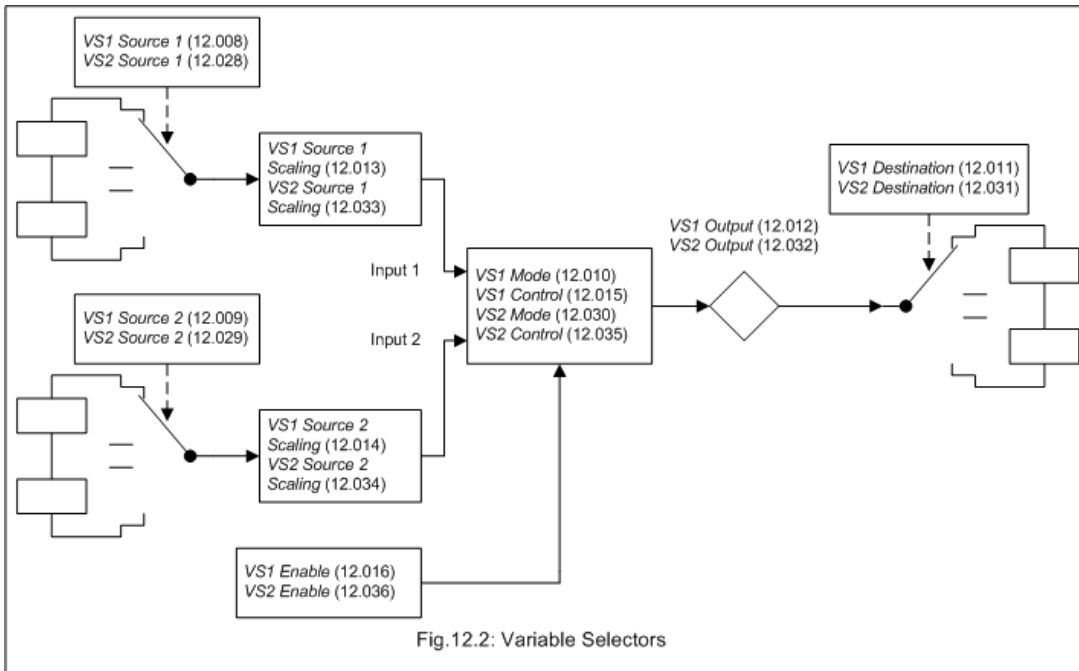 VS1 Source 1 (12.008)
VS2 Source 1 (12.028)
VS1 Source 1
Scaling (12.013)
VS2 Source 1
Scaling (12.033)
VS1 Destination (12.011)
VS2 Destination (12.031)
VS1 Output (12.012)
VS2 Output (12.032)
Input 1
VS1 Mode (12.010)
VS1 Control (12.015)
VS2 Mode (12.030)
VS2 Control (12.035)
VS1 Source 2 (12.009)
VS2 Source 2 (12.029)
Input 2
VS1 Source 2
Scaling (12.014)
VS2 Source 2
Scaling (12.034)
VS1 Enable (12.016)
VS2 Enable (12.036)
Fig.12.2: Variable Selectors